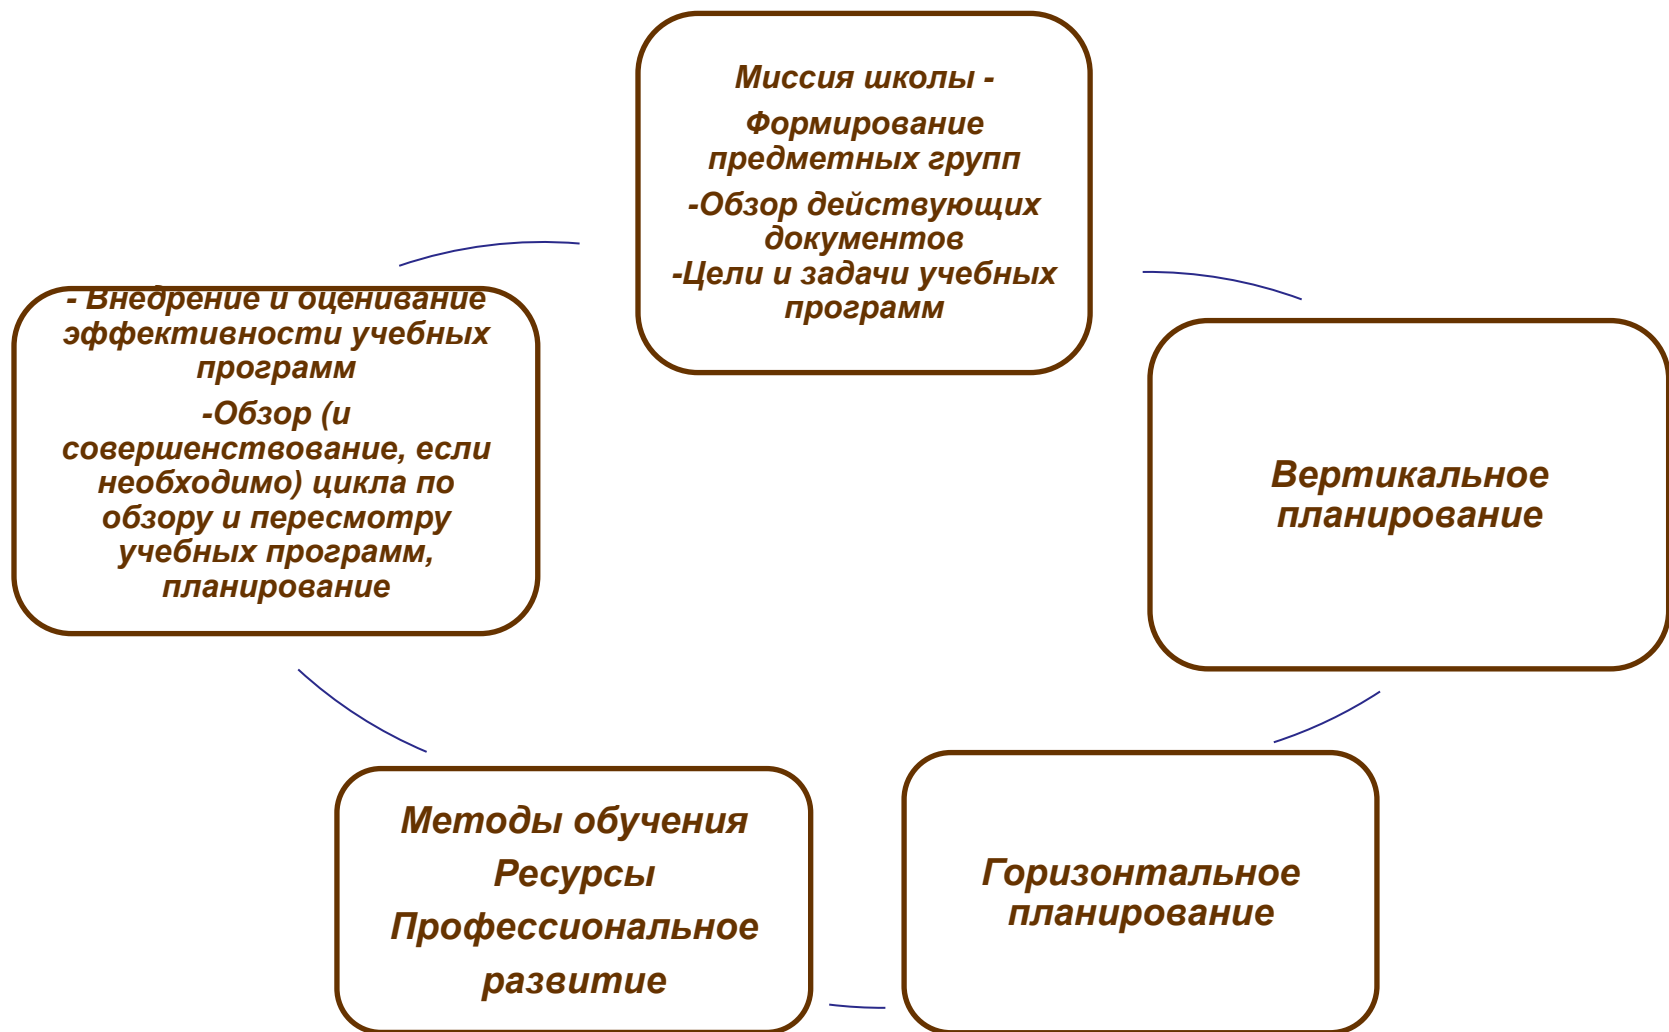 Миссия школы -
Формирование
предметных групп
-Обзор действующих
документов
-Цели и задачи учебных
программ
- Внедрение и оценивание
эффективности учебных
программ
-Обзор (и
совершенствование, если
необходимо) цикла по
обзору и пересмотру
учебных программ,
планирование
Вертикальное
планирование
Методы обучения
Ресурсы
Профессиональное
развитие
Горизонтальное
планирование